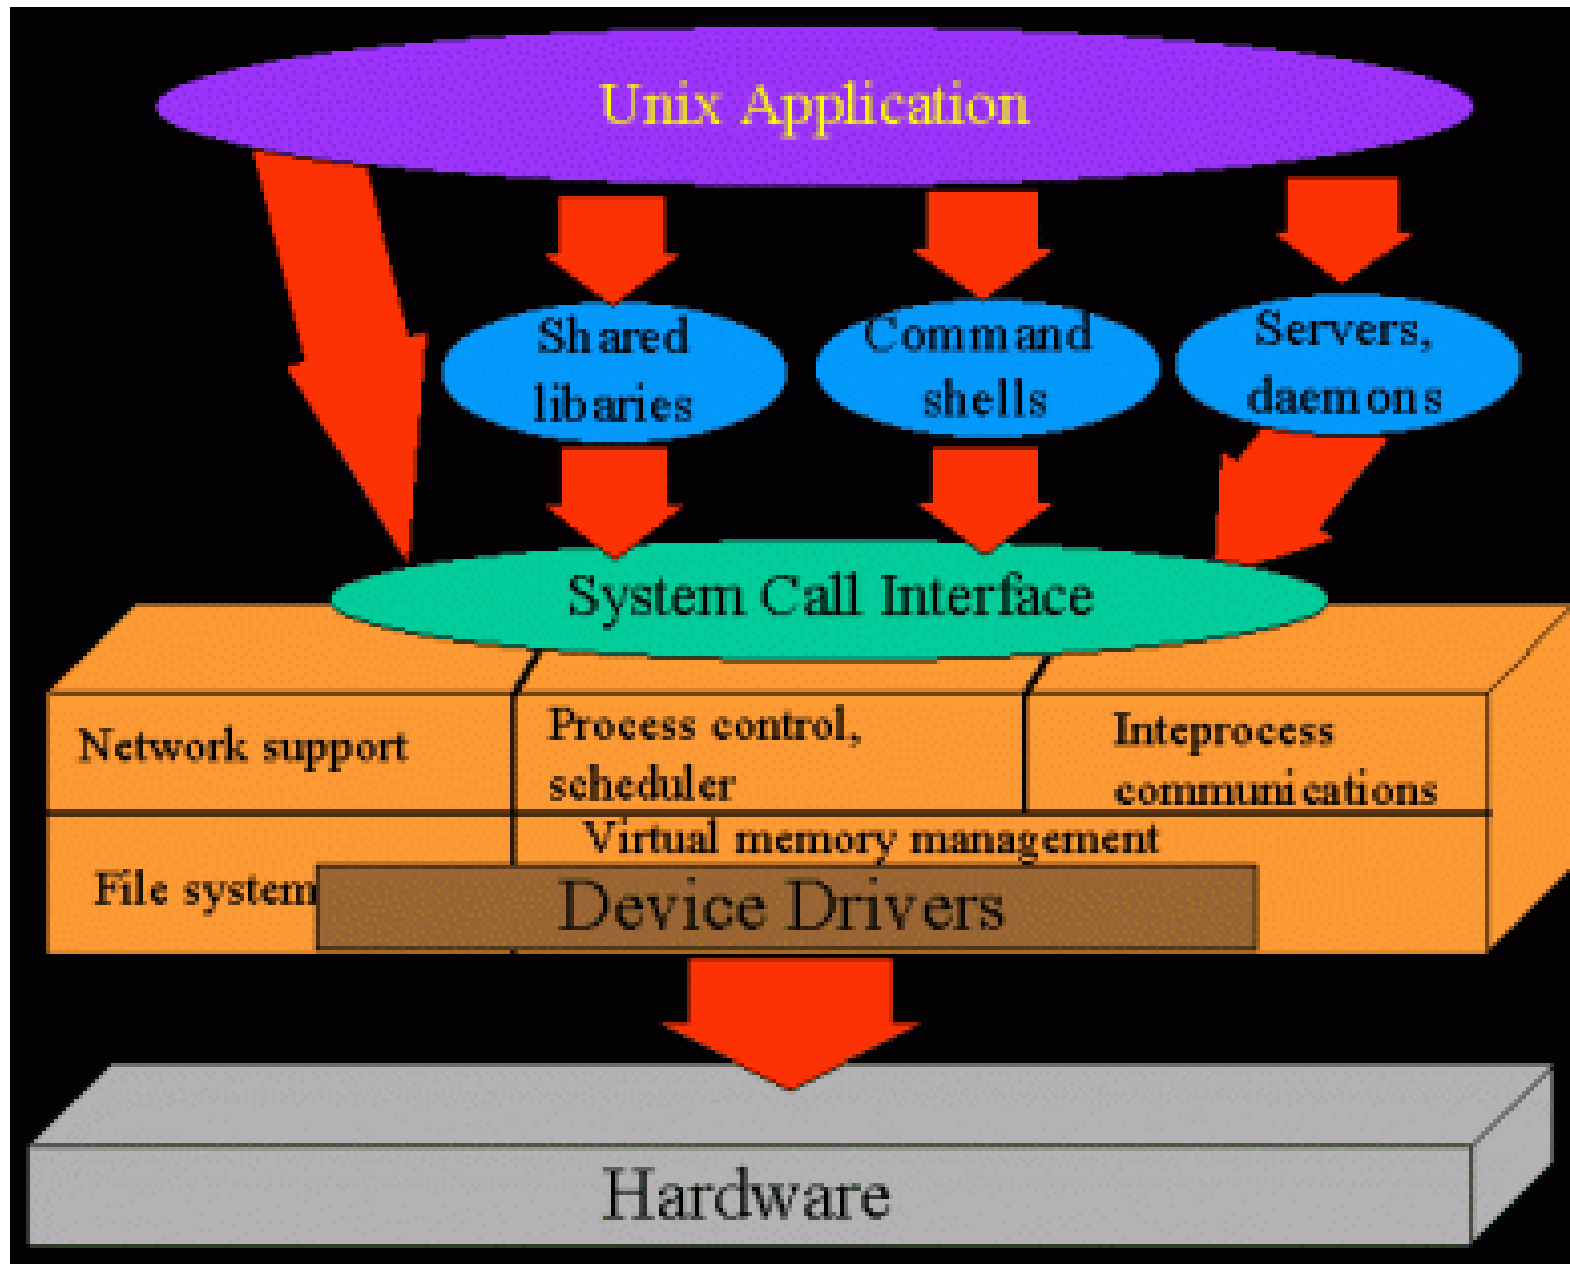 Unix Application
Shared
libaries
Command
shells
Servers,
daemons
System Call Interface
Network support
Process control,
scheduler
Inteprocess
communications
Virtual memory management
File system
Device Drivers
Hardware